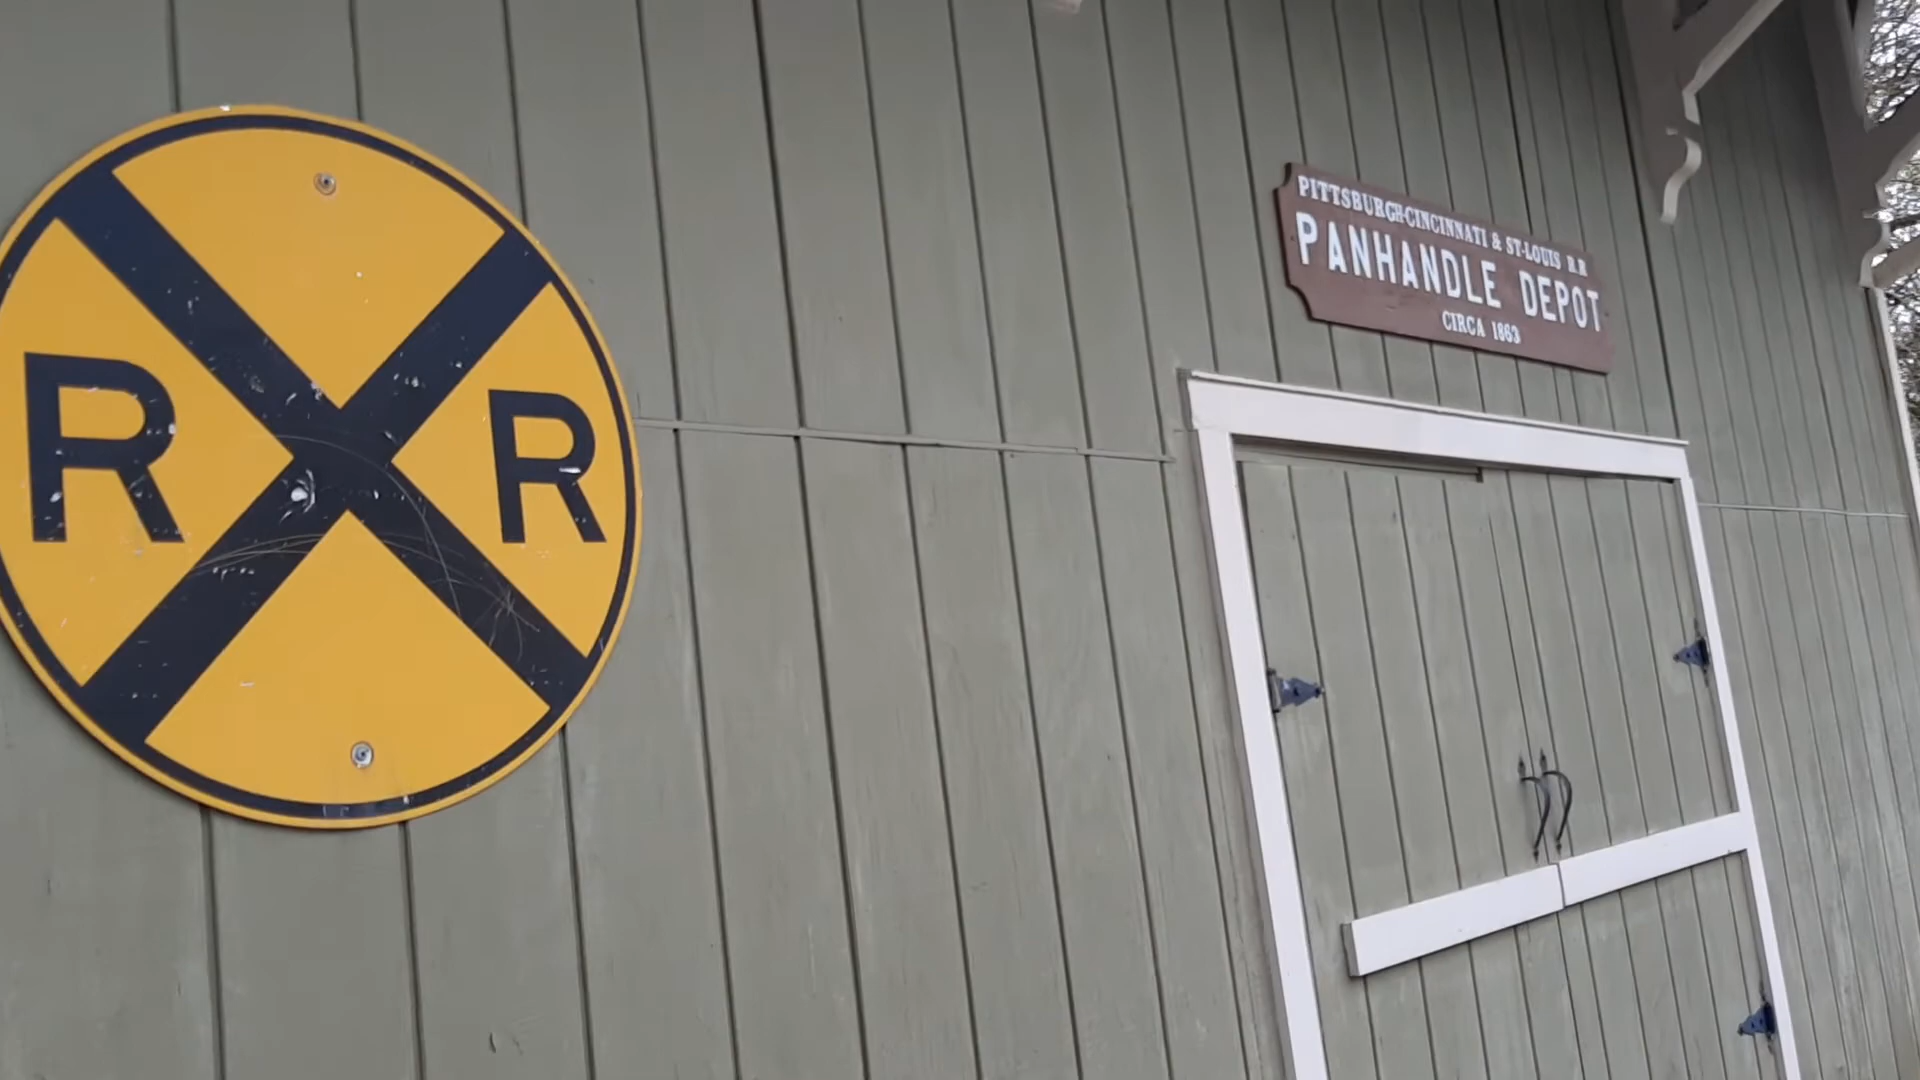 R R
PITTSBURGH-CINCINNATI & ST-LOUIS R.R
PANHANDLE DEPOT
CIRCA 1863